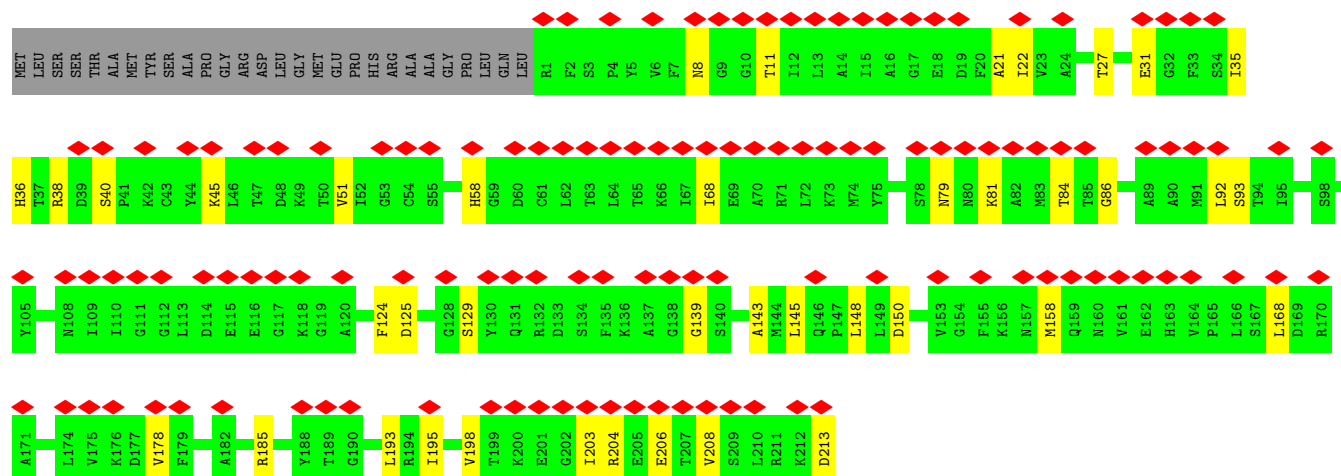 MET LEU SER SER THR ALA MET TYR SER ALA PRO GLY ARG ASP LEU GLY MET GLU PRO HIS ARG ALA ALA GLY PRO LEU GLN LEU R1 F2 S3 P4 Y5 V6 F7 N8 G9 G10 T11 I12 L13 A14 I15 A16 G17 E18 D19 F20 A21 I22 V23 A24 T27 E31 G32 F33 S34 I35
H36 T37 R38 D39 S40 P41 K42 C43 Y44 K45 L46 T47 D48 K49 T50 V51 I52 G53 C54 S55 H58 G59 D60 C61 L62 T63 L64 T65 K66 I67 I68 E69 A70 R71 L72 K73 M74 Y75 S78 N79 N80 K81 A82 M83 T84 T85 G86 A89 A90 M91 L92 S93 T94 I95 S98
Y105 N108 I109 I110 G111 G112 L113 D114 E115 E116 G117 K118 G119 A120 F124 D125 G128 S129 Y130 Q131 R132 D133 S134 F135 K136 A137 G138 G139 S140 A143 M144 L145 Q146 P147 L148 L149 D150 V153 G154 F155 K156 N157 M158 Q159 N160 V161 E162 H163 V164 P165 L166 S167 L168 D169 R170
A171 L174 V175 K176 D177 V178 F179 A182 R185 Y188 T189 G190 L193 R194 I195 V198 T199 K200 E201 G202 I203 R204 E205 E206 T207 V208 S209 L210 R211 K212 D213